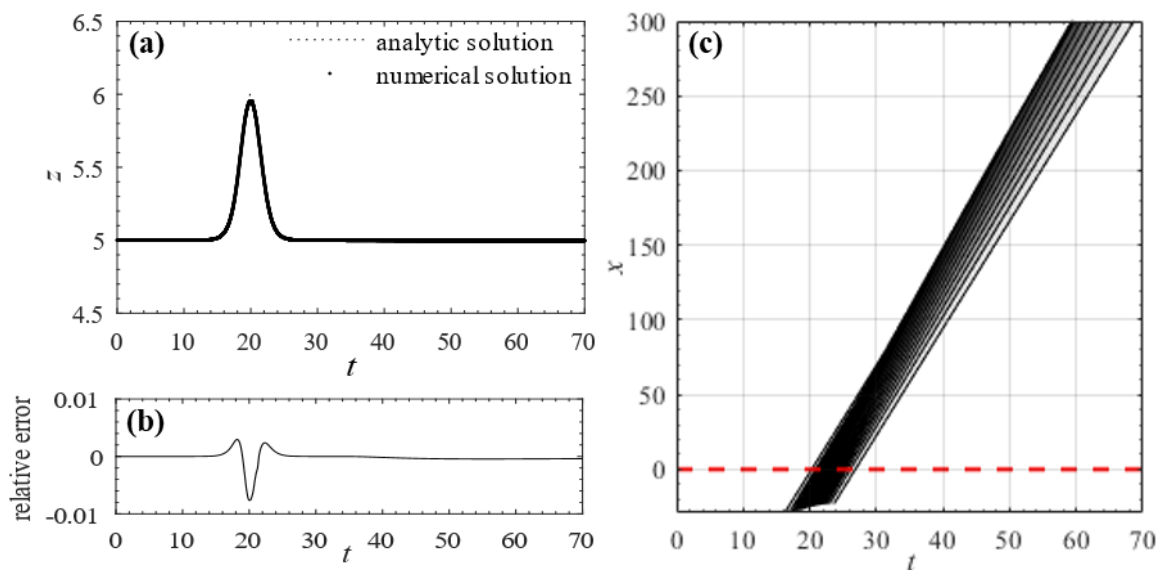 (a)
analytic solution
numerical solution
6.5
6
5.5
5
4.5
z
0 10 20 30 40 50 60 70
t
(b)
0.01
0
-0.01
relative error
0 10 20 30 40 50 60 70
t
(c)
300
250
200
150
100
50
0
x
0 10 20 30 40 50 60 70
t